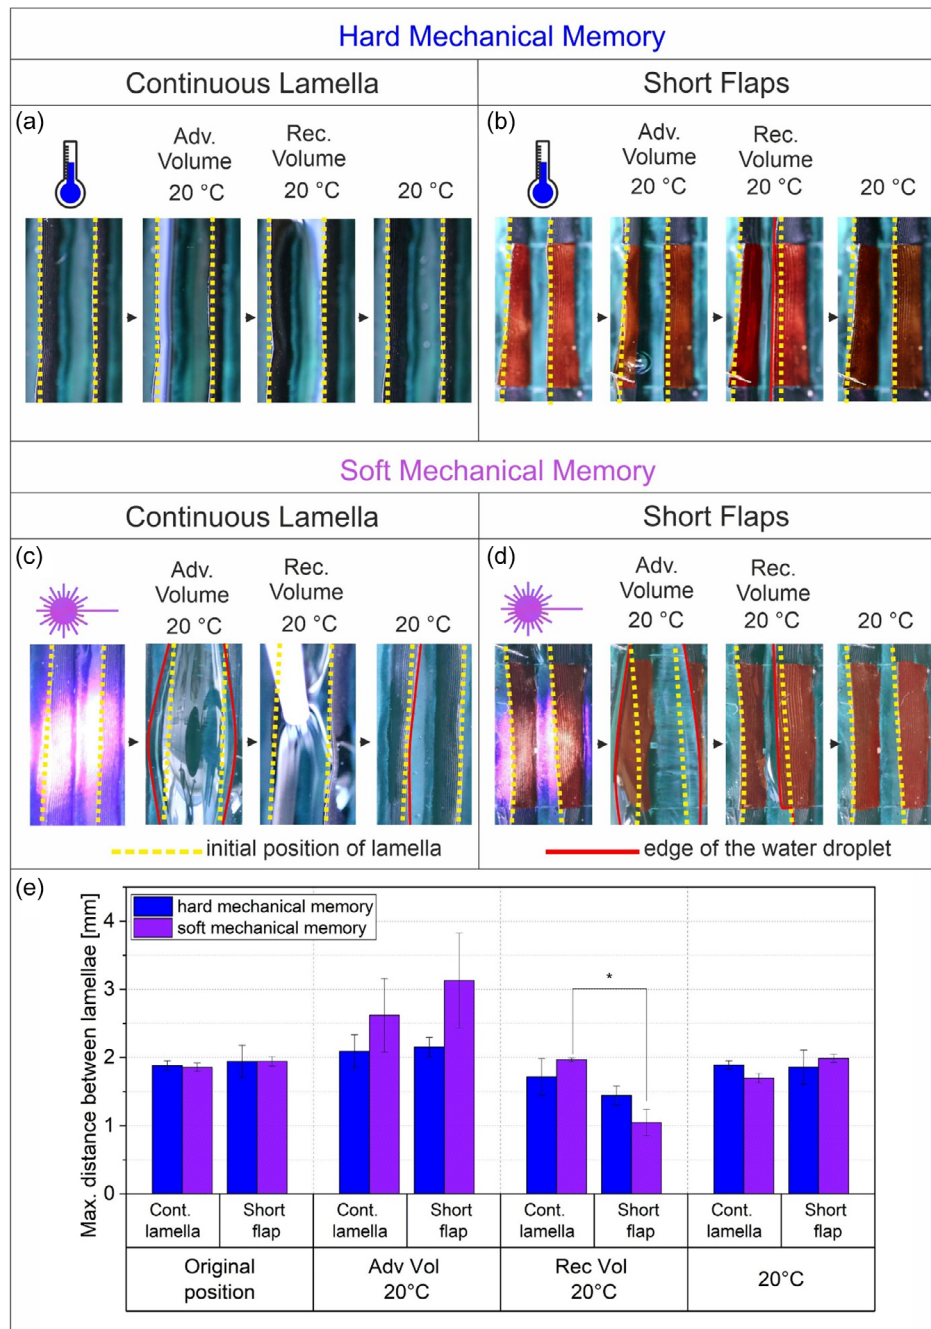 Hard Mechanical Memory
Continuous Lamella
Short Flaps
(a)
Adv.
Volume
20 °C
Rec.
Volume
20 °C
20 °C
(b)
Adv.
Volume
20 °C
Rec.
Volume
20 °C
20 °C
Soft Mechanical Memory
Continuous Lamella
Short Flaps
(c)
Adv.
Volume
20 °C
Rec.
Volume
20 °C
20 °C
(d)
Adv.
Volume
20 °C
Rec.
Volume
20 °C
20 °C
initial position of lamella
edge of the water droplet
(e)
Max. distance between lamellae [mm]
4
3
2
1
0
hard mechanical memory
soft mechanical memory
*
Cont.
lamella
Short
flap
Cont.
lamella
Short
flap
Cont.
lamella
Short
flap
Cont.
lamella
Short
flap
Original
position
Adv Vol
20°C
Rec Vol
20°C
20°C